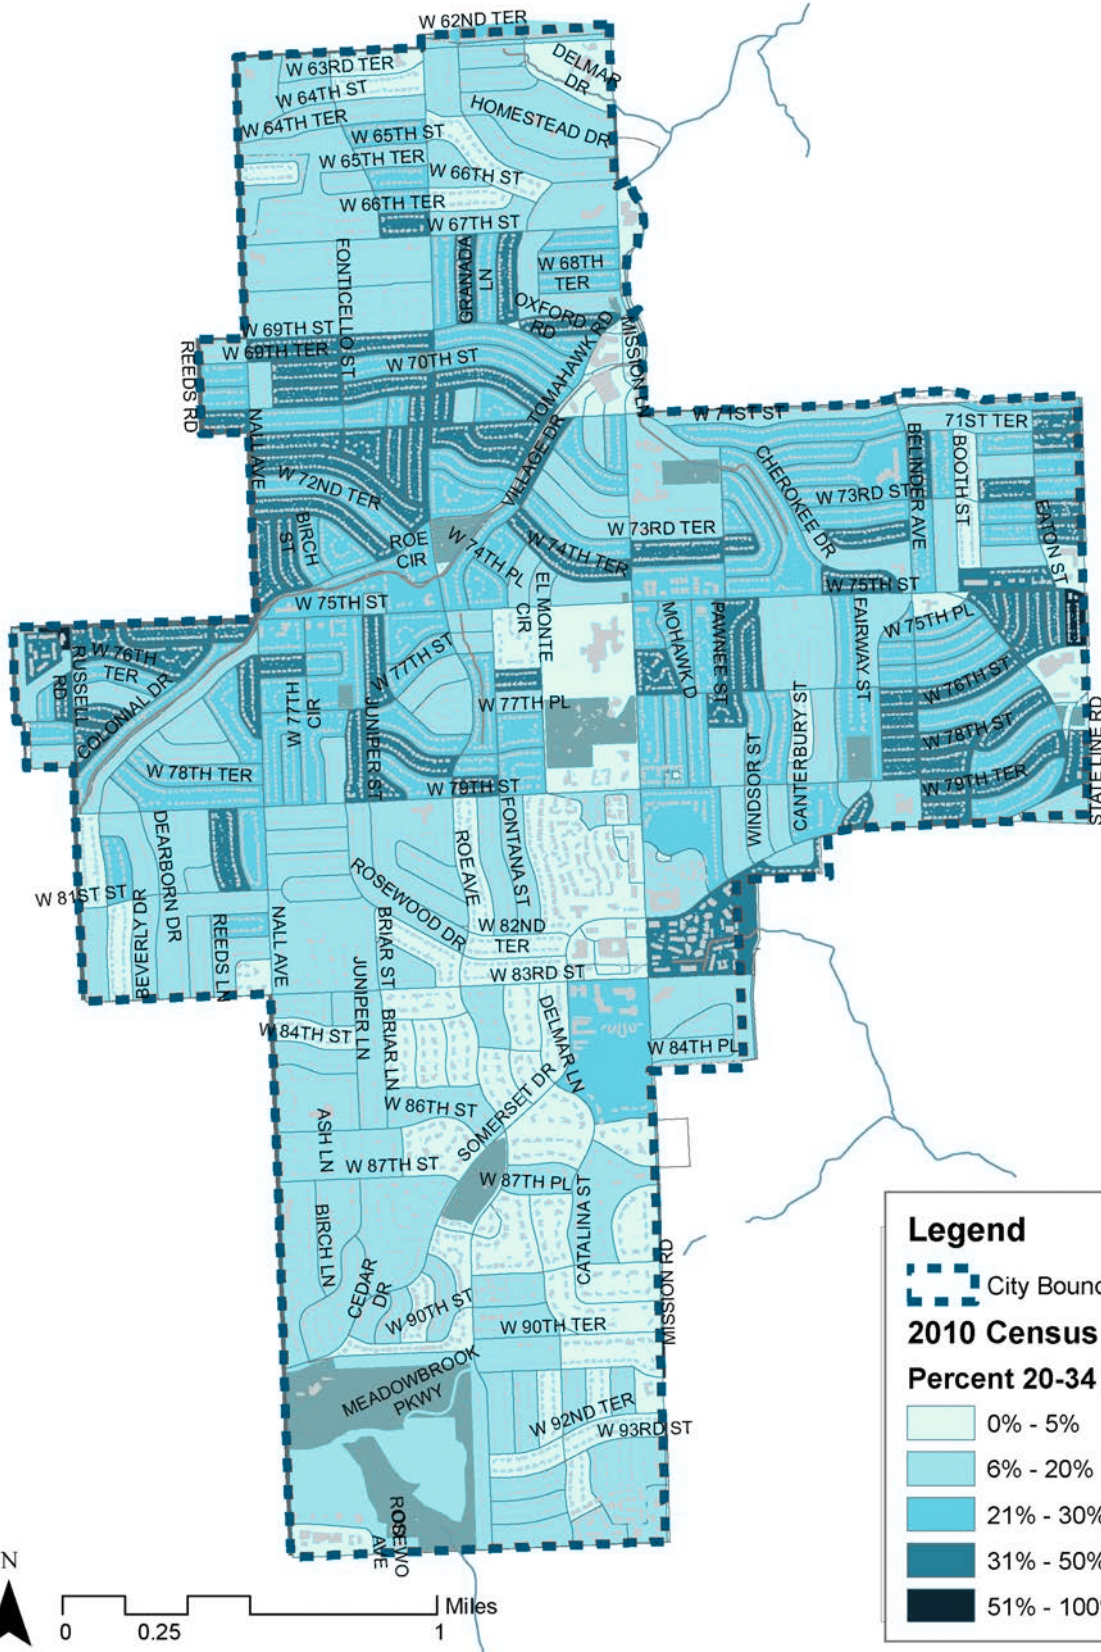 W 62ND TER
W 63RD TER
DELMAR
DR
W 64TH ST
HOMESTEAD DR
W 64TH TER
W 65TH ST
W 65TH TER
W 66TH ST
W 66TH TER
W 67TH ST
FONTICELLO ST
GRANADA
LN
W 68TH
TER
OXFORD
RD
W 69TH ST
W 69TH TER
REEDS RD
W 70TH ST
TOMAHAWK RD
MISSION LN
W 71ST ST
71ST TER
NALL AVE
VILLAGE DR
W 72ND TER
CHEROKEE DR
BELINDER AVE
BOOTH ST
W 73RD ST
EATON ST
BIRCH
ST
ROE
CIR
W 74TH PL
W 74TH TER
W 73RD TER
W 75TH ST
W 75TH ST
EL MONTE
CIR
MOHAWK D
PAWNEE ST
FAIRWAY ST
W 75TH PL
W 76TH
TER
RUSSELL
RD
COLONIAL DR
W 77TH ST
W 77TH
CIR
JUNIPER ST
W 77TH PL
W 76TH ST
W 78TH ST
CANTERBURY ST
WINDSOR ST
STATE LINE RD
W 78TH TER
W 79TH ST
W 79TH TER
DEARBORN DR
ROSEWOOD DR
ROE AVE
FONTANA ST
W 81ST ST
BEVERLY DR
REEDS LN
NALL AVE
BRIAR ST
W 82ND
TER
W 83RD ST
JUNIPER LN
W 84TH ST
BRIAR LN
DELMAR LN
W 84TH PL
W 86TH ST
SOMERSET DR
ASH LN
W 87TH ST
W 87TH PL
BIRCH LN
CATALINA ST
CEDAR
DR
W 90TH ST
W 90TH TER
MISSION RD
MEADOWBROOK
PKWY
W 92ND TER
W 93RD ST
ROSEWO
AVE
Legend
City Bounc
2010 Census
Percent 20-34
0% - 5%
6% - 20%
21% - 30%
31% - 50%
51% - 100%
N
Miles
0 0.25 1